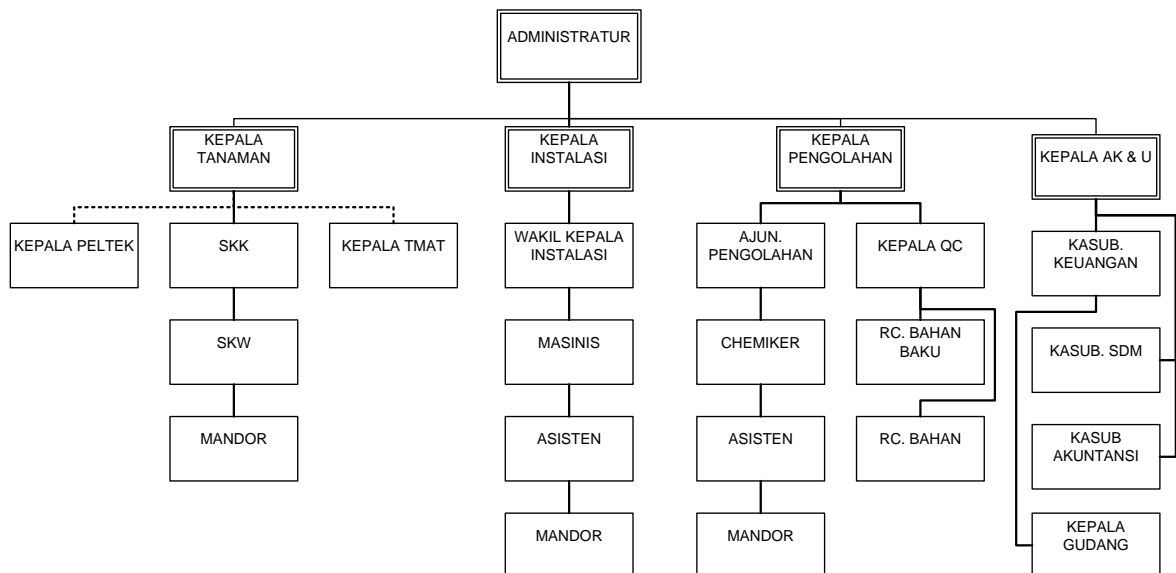 ADMINISTRATUR
KEPALA
TANAMAN
KEPALA
INSTALASI
KEPALA
PENGOLAHAN
KEPALA AK & U
KEPALA PELTEK
SKK
KEPALA TMAT
WAKIL KEPALA
INSTALASI
AJUN.
PENGOLAHAN
KEPALA QC
KASUB.
KEUANGAN
SKW
MASINIS
CHEMIKER
RC. BAHAN
BAKU
KASUB. SDM
MANDOR
ASISTEN
ASISTEN
RC. BAHAN
KASUB
AKUNTANSI
MANDOR
MANDOR
KEPALA
GUDANG